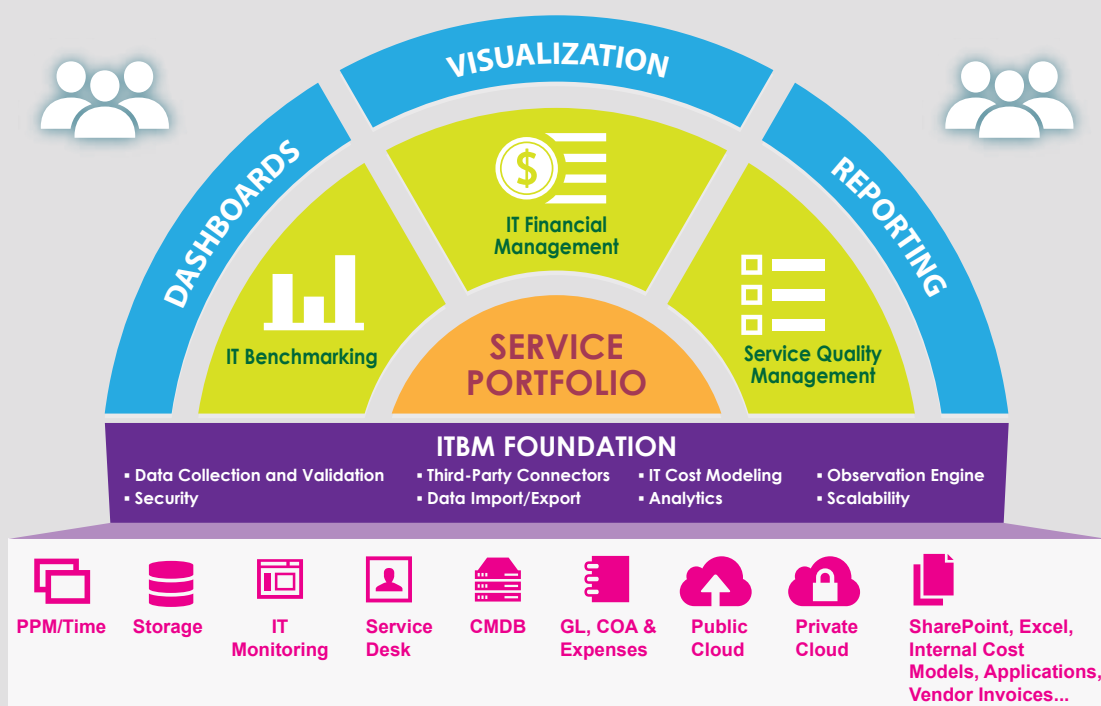 VISUALIZATION
DASHBOARDS
REPORTING
$
IT Financial
Management
IT Benchmarking
Service Quality
Management
SERVICE
PORTFOLIO
ITBM FOUNDATION
▪ Data Collection and Validation ▪ Third-Party Connectors ▪ IT Cost Modeling ▪ Observation Engine
▪ Security ▪ Data Import/Export ▪ Analytics ▪ Scalability
PPM/Time
Storage
IT
Monitoring
Service
Desk
CMDB
GL, COA &
Expenses
Public
Cloud
Private
Cloud
SharePoint, Excel,
Internal Cost
Models, Applications,
Vendor Invoices...